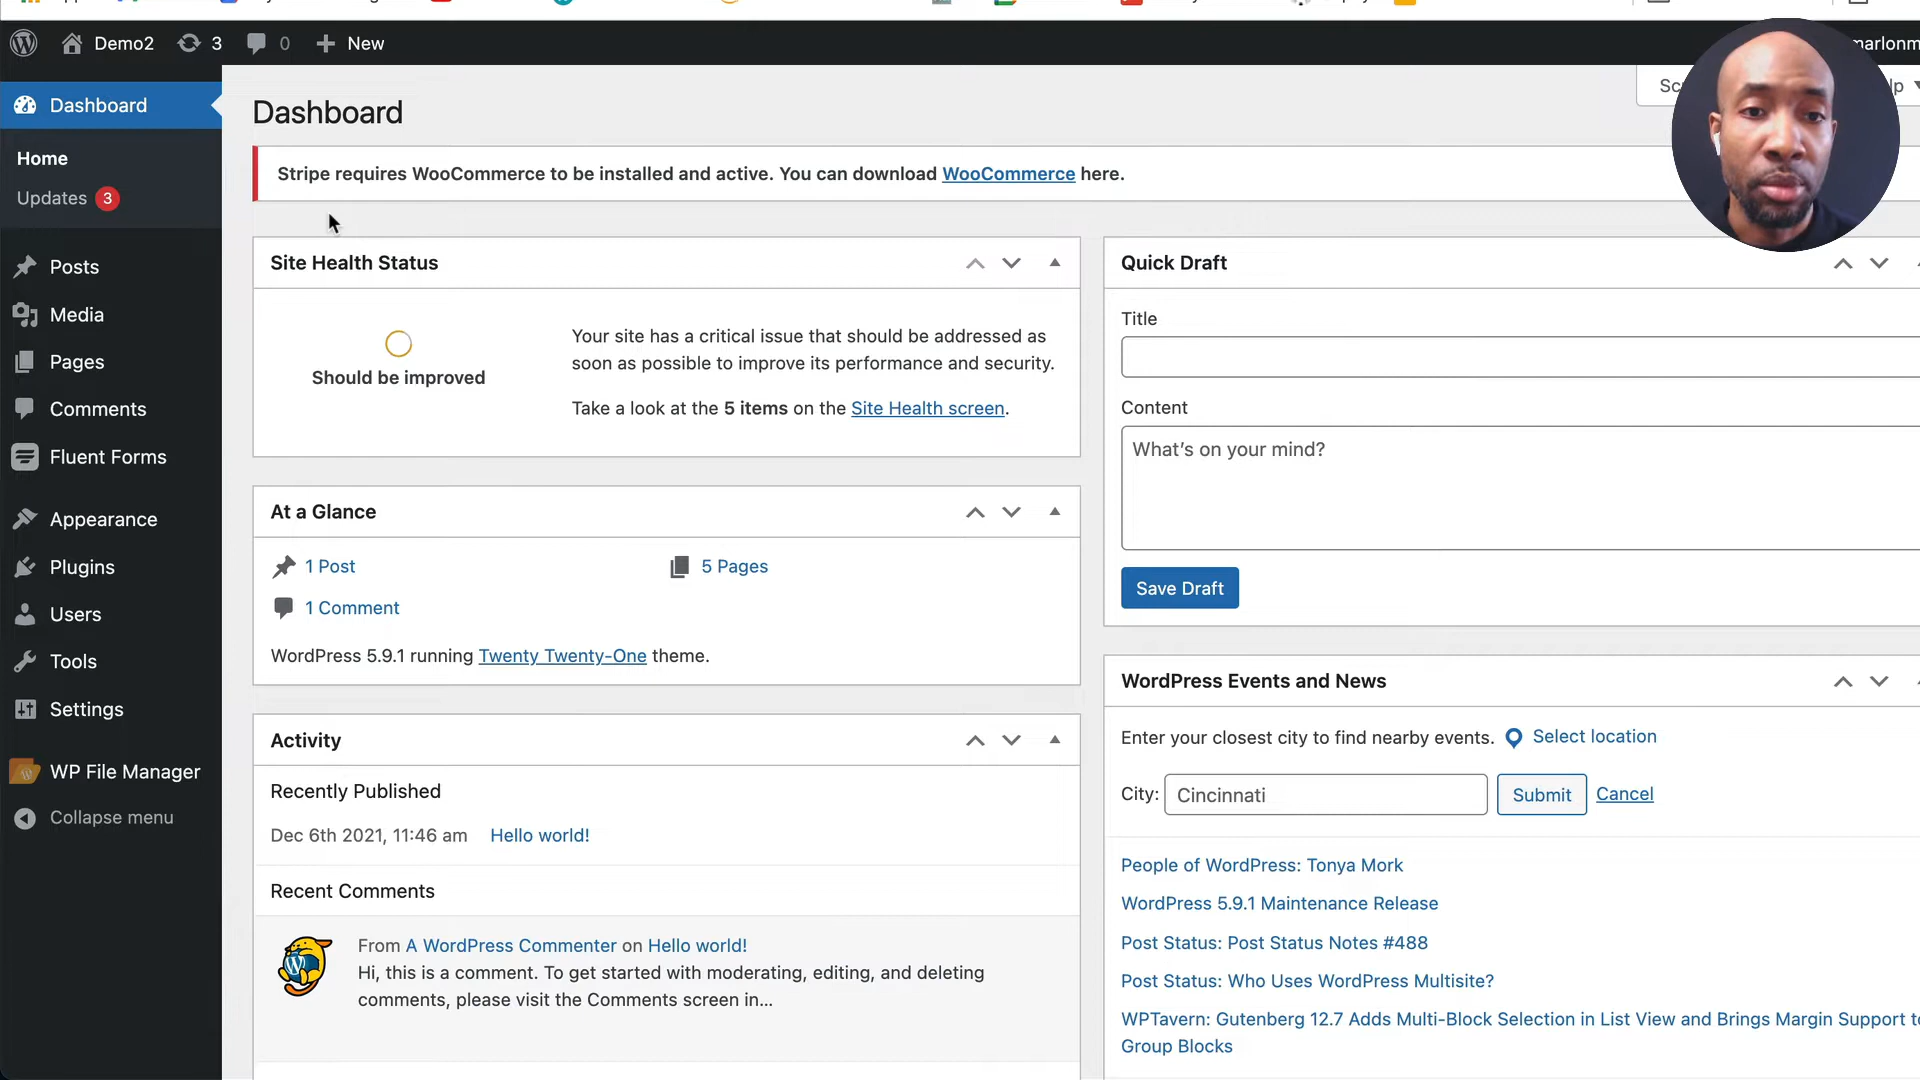 Demo2 3 0 New
marlonm
Dashboard
Home
Updates 3
Posts
Media
Pages
Comments
Fluent Forms
Appearance
Plugins
Users
Tools
Settings
WP File Manager
Collapse menu
Dashboard
Stripe requires WooCommerce to be installed and active. You can download WooCommerce here.
Site Health Status
Should be improved
Your site has a critical issue that should be addressed as
soon as possible to improve its performance and security.
Take a look at the 5 items on the Site Health screen.
At a Glance
1 Post
5 Pages
1 Comment
WordPress 5.9.1 running Twenty Twenty-One theme.
Activity
Recently Published
Dec 6th 2021, 11:46 am Hello world!
Recent Comments
From A WordPress Commenter on Hello world!
Hi, this is a comment. To get started with moderating, editing, and deleting
comments, please visit the Comments screen in...
Quick Draft
Title
Content
What's on your mind?
Save Draft
WordPress Events and News
Enter your closest city to find nearby events. Select location
City: Cincinnati Submit Cancel
People of WordPress: Tonya Mork
WordPress 5.9.1 Maintenance Release
Post Status: Post Status Notes #488
Post Status: Who Uses WordPress Multisite?
WPTavern: Gutenberg 12.7 Adds Multi-Block Selection in List View and Brings Margin Support to
Group Blocks